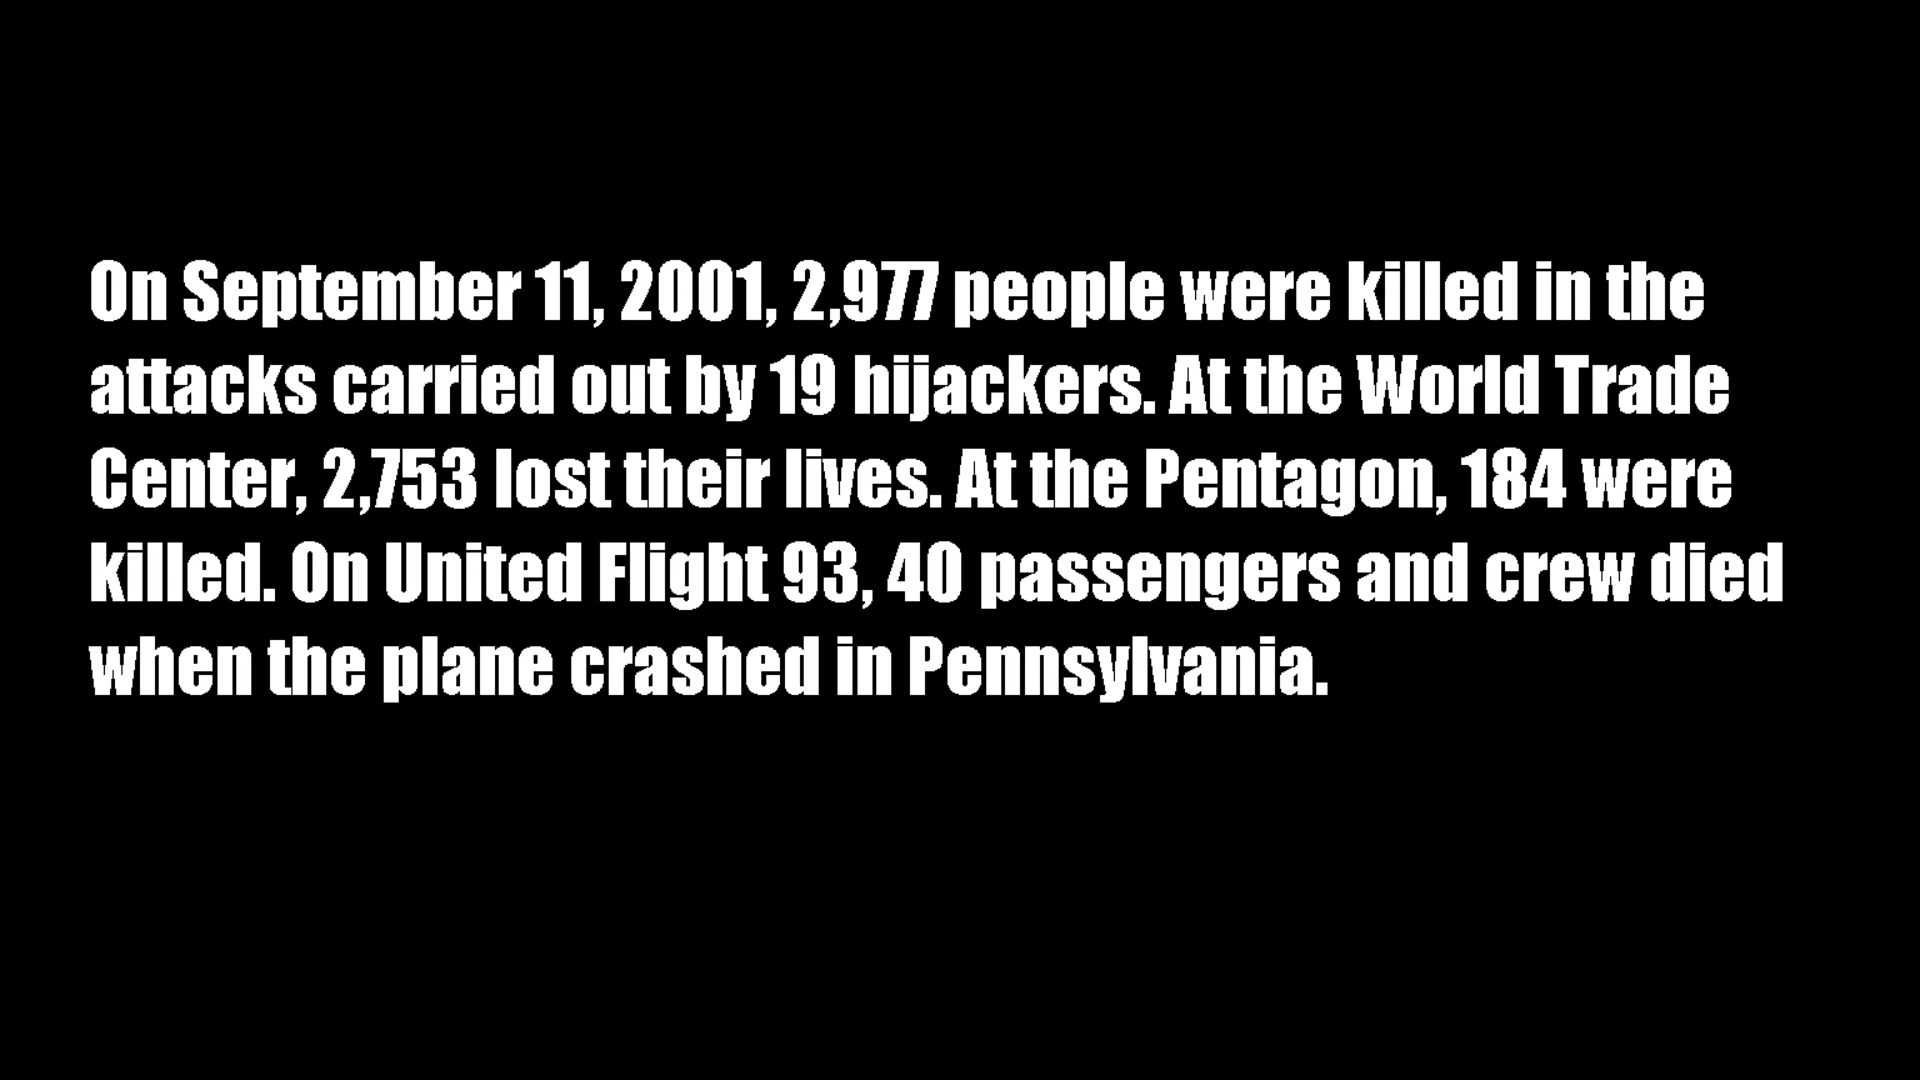 On September 11, 2001, 2,977 people were killed in the
attacks carried out by 19 hijackers. At the World Trade
Center, 2,753 lost their lives. At the Pentagon, 184 were
killed. On United Flight 93, 40 passengers and crew died
when the plane crashed in Pennsylvania.